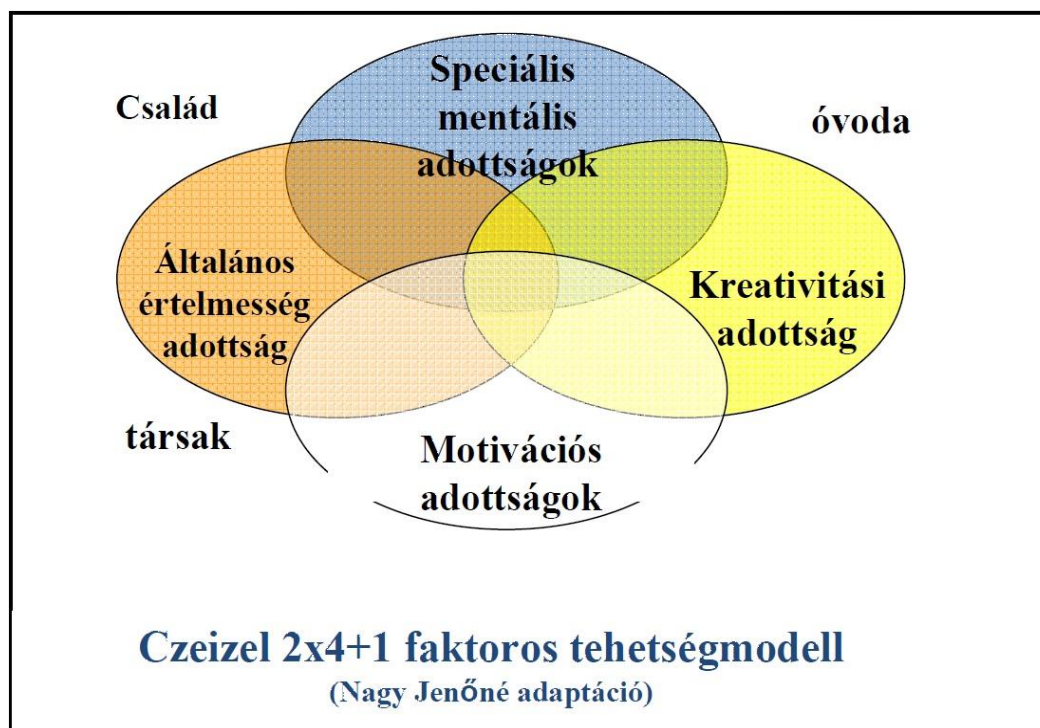 Speciális
mentális
adottságok
Család
óvoda
Általános
értelmesség
adottság
Kreativitási
adottság
társak
Motivációs
adottságok
Czeizel 2x4+1 faktoros tehetségmodell
(Nagy Jenőné adaptáció)